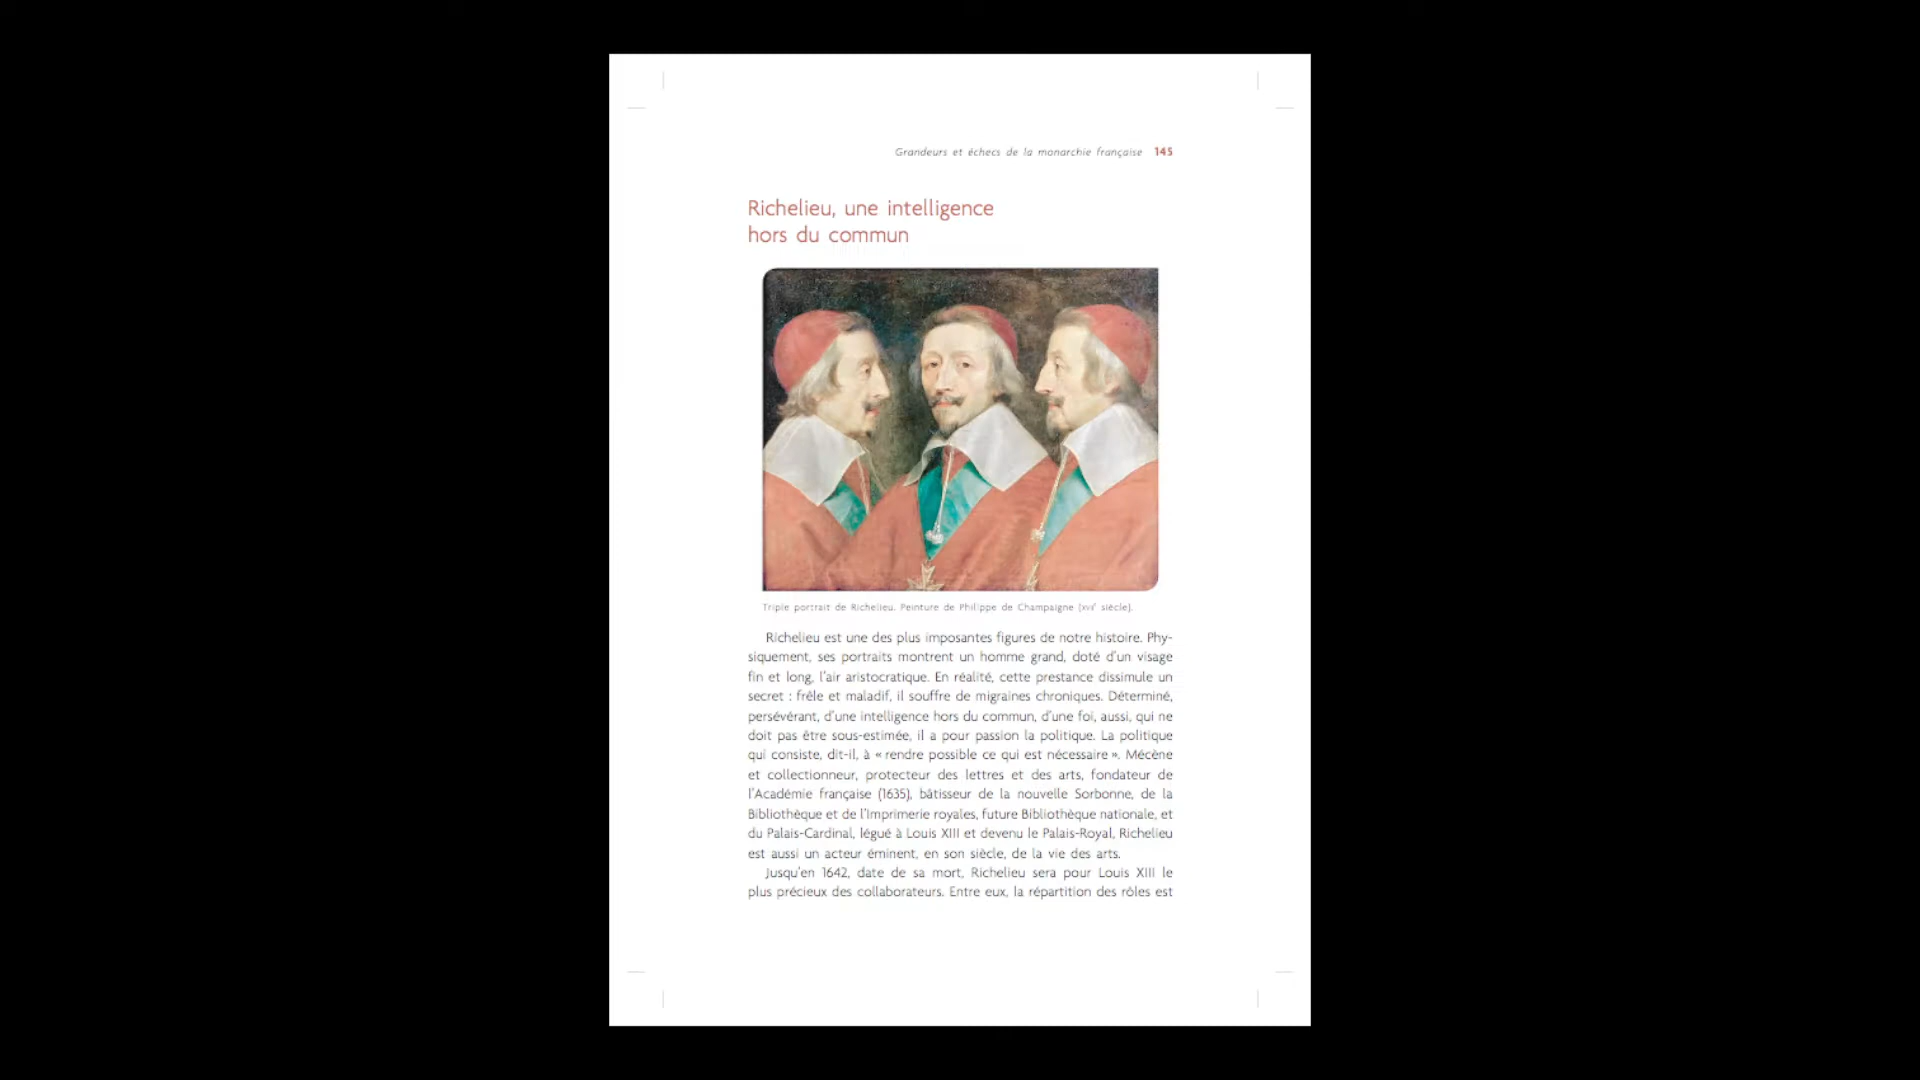 Grandeurs et échecs de la monarchie française 145
Richelieu, une intelligence
hors du commun
Triple portrait de Richelieu. Peinture de Philippe de Champaigne (XVIIe siècle).
Richelieu est une des plus imposantes figures de notre histoire. Phy-
siquement, ses portraits montrent un homme grand, doté d'un visage
fin et long, l'air aristocratique. En réalité, cette prestance dissimule un
secret : frêle et maladif, il souffre de migraines chroniques. Déterminé,
persévérant, d'une intelligence hors du commun, d'une foi, aussi, qui ne
doit pas être sous-estimée, il a pour passion la politique. La politique
qui consiste, dit-il, à « rendre possible ce qui est nécessaire ». Mécène
et collectionneur, protecteur des lettres et des arts, fondateur de
l'Académie française (1635), bâtisseur de la nouvelle Sorbonne, de la
Bibliothèque et de l'Imprimerie royales, future Bibliothèque nationale, et
du Palais-Cardinal, légué à Louis XIII et devenu le Palais-Royal, Richelieu
est aussi un acteur éminent, en son siècle, de la vie des arts.
Jusqu'en 1642, date de sa mort, Richelieu sera pour Louis XIII le
plus précieux des collaborateurs. Entre eux, la répartition des rôles est